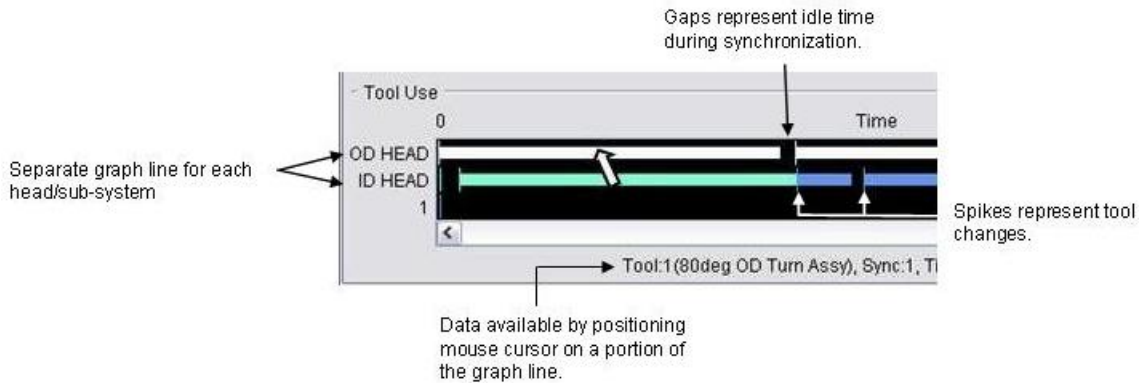 Gaps represent idle time
during synchronization.
Tool Use
0
Time
OD HEAD
ID HEAD
1
Separate graph line for each
head/sub-system
Spikes represent tool
changes.
Tool:1(80deg OD Turn Assy), Sync:1, Ti
Data available by positioning
mouse cursor on a portion of
the graph line.